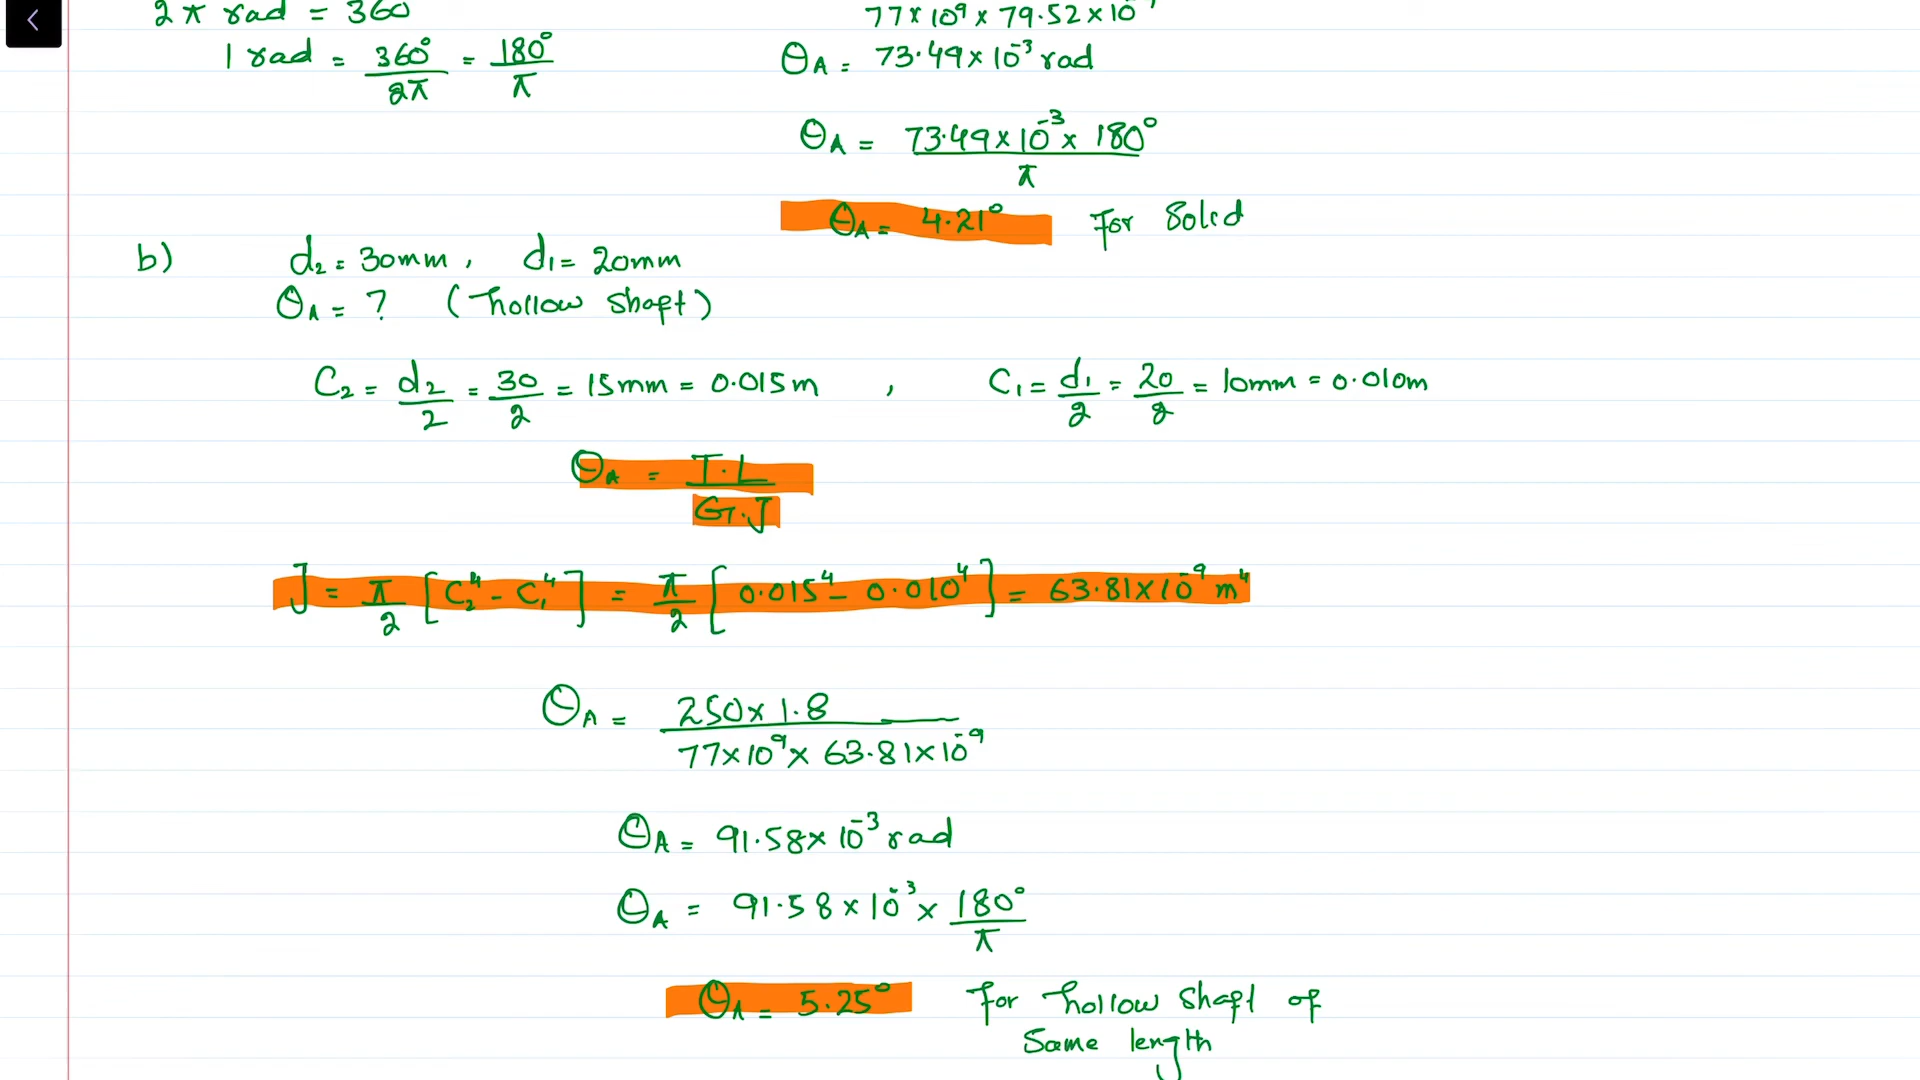 2π rad = 360
1 rad = 360°/2π = 180°/π
77×10⁹ × 79.52×10⁻⁹
θA = 73.49×10⁻³ rad
θA = 73.49×10⁻³ × 180°/π
θA = 4.21° For Solid
b) d₂ = 30mm, d₁ = 20mm
θA = ? (hollow shaft)
C₂ = d₂/2 = 30/2 = 15mm = 0.015m , C₁ = d₁/2 = 20/2 = 10mm = 0.010m
θA = T.L/G.J
J = π/2 [C₂⁴ - C₁⁴] = π/2 [0.015⁴ - 0.010⁴] = 63.81×10⁻⁹ m⁴
θA = 250×1.8/77×10⁹×63.81×10⁻⁹
θA = 91.58×10⁻³ rad
θA = 91.58×10⁻³ × 180°/π
θA = 5.25° For hollow shaft of
Same length